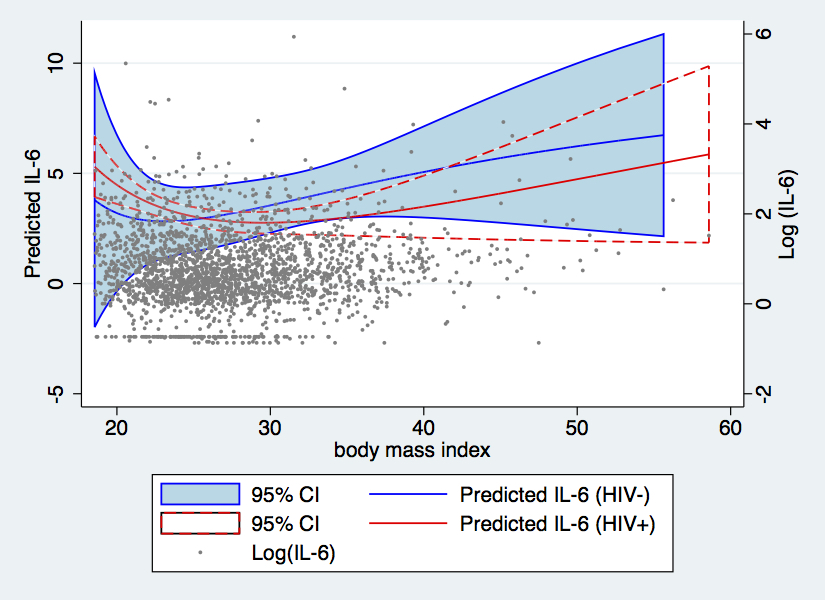 10
5
0
-5
Predicted IL-6
6
4
2
0
-2
Log (IL-6)
20 30 40 50 60
body mass index
95% CI Predicted IL-6 (HIV-)
95% CI Predicted IL-6 (HIV+)
Log(IL-6)